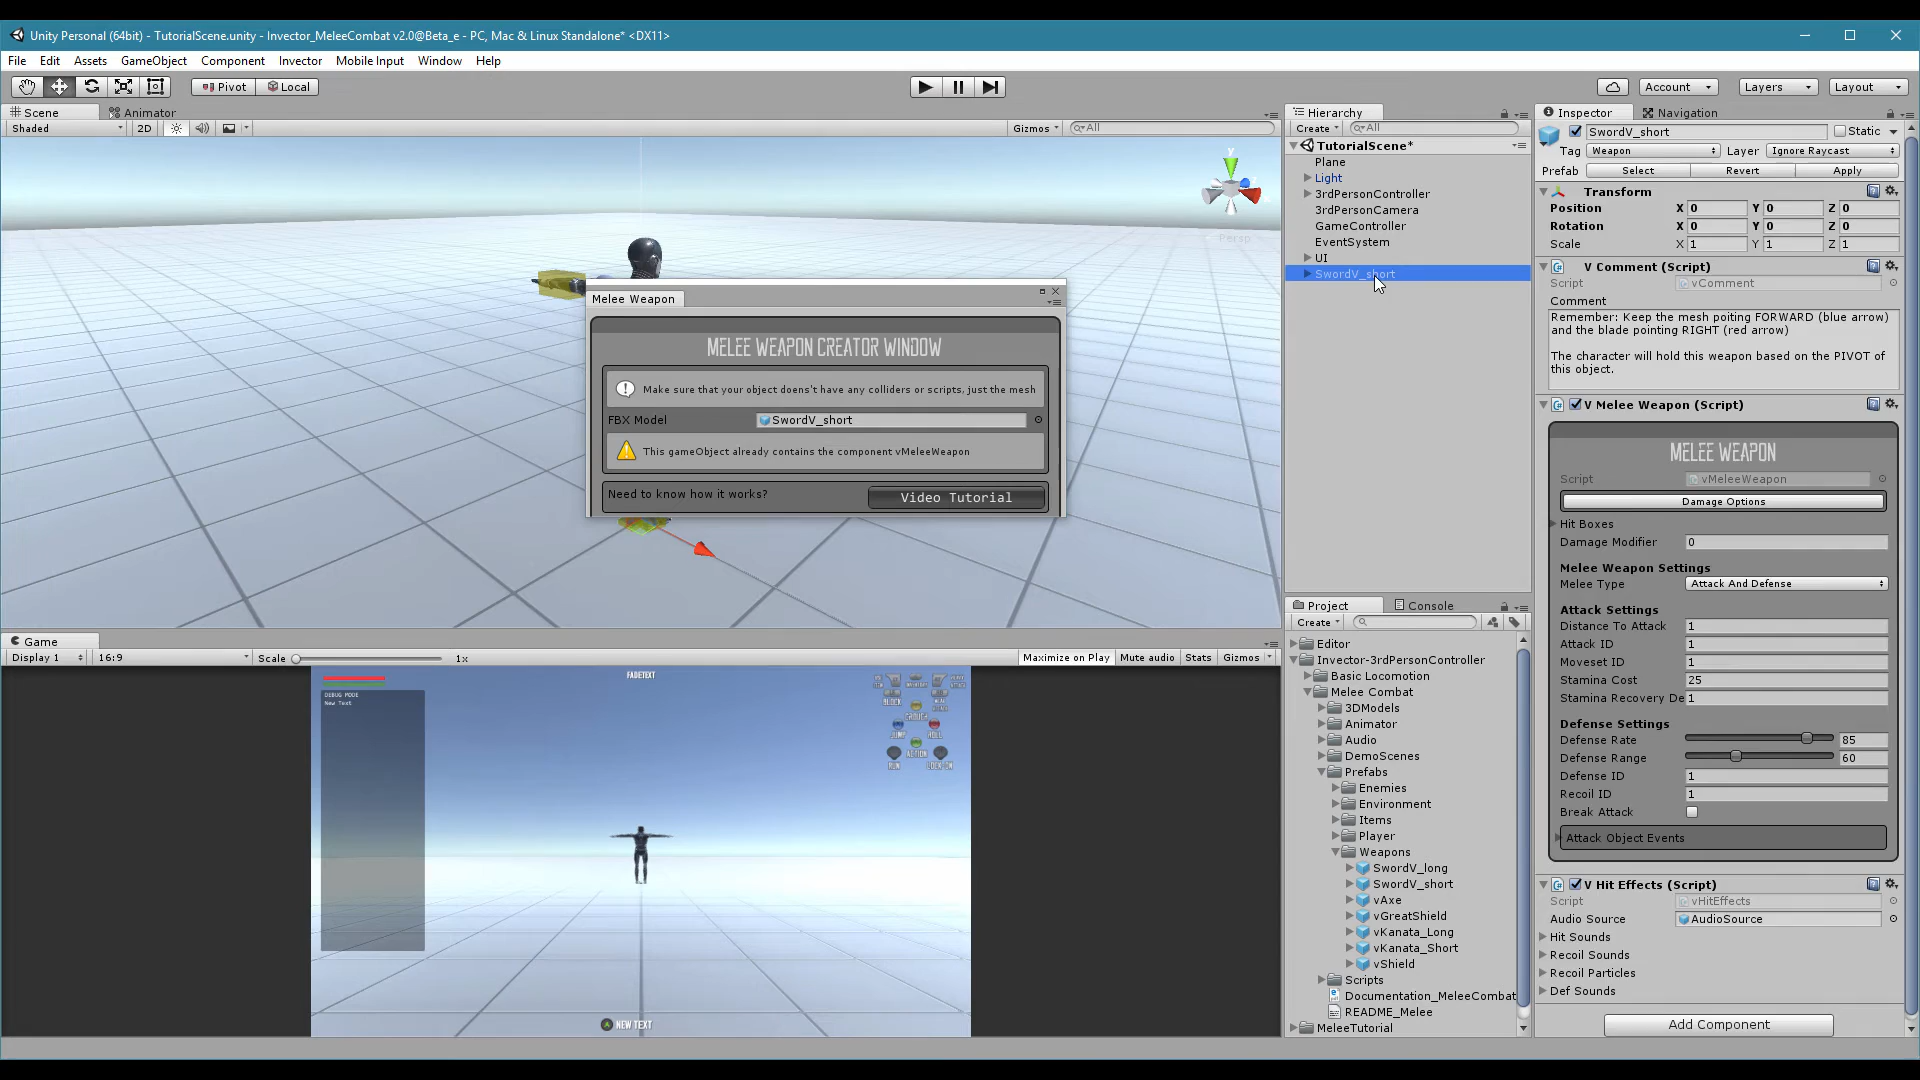 Unity Personal (64bit) - TutorialScene.unity - Invector_MeleeCombat v2.0@Beta_e - PC, Mac & Linux Standalone* <DX11>
File Edit Assets GameObject Component Invector Mobile Input Window Help
Pivot Local Account Layers Layout
Scene Animator
Shaded 2D Gizmos All
y
Persp
Melee Weapon
MELEE WEAPON CREATOR WINDOW
Make sure that your object doens't have any colliders or scripts, just the mesh
FBX Model SwordV_short
This gameObject already contains the component vMeleeWeapon
Need to know how it works? Video Tutorial
Game
Display 1 16:9 Scale 1x Maximize on Play Mute audio Stats Gizmos
FADETEXT
DEBUG MODE
New Text
BLOCK
CROUCH
JUMP ROLL
ACTION
NEW TEXT
Hierarchy
Create All
TutorialScene*
Plane
Light
3rdPersonController
3rdPersonCamera
GameController
EventSystem
UI
SwordV_short
Project Console
Create
Editor
Invector-3rdPersonController
Basic Locomotion
Melee Combat
3DModels
Animator
Audio
DemoScenes
Prefabs
Enemies
Environment
Items
Player
Weapons
SwordV_long
SwordV_short
vAxe
vGreatShield
vKanata_Long
vKanata_Short
vShield
Scripts
Documentation_MeleeCombat
README_Melee
MeleeTutorial
Inspector Navigation
SwordV_short Static
Tag Weapon Layer Ignore Raycast
Prefab Select Revert Apply
Transform
Position X 0 Y 0 Z 0
Rotation X 0 Y 0 Z 0
Scale X 1 Y 1 Z 1
V Comment (Script)
Script vComment
Comment
Remember: Keep the mesh poiting FORWARD (blue arrow)
and the blade pointing RIGHT (red arrow)
The character will hold this weapon based on the PIVOT of
this object.
V Melee Weapon (Script)
MELEE WEAPON
Script vMeleeWeapon
Damage Options
Hit Boxes
Damage Modifier 0
Melee Weapon Settings
Melee Type Attack And Defense
Attack Settings
Distance To Attack 1
Attack ID 1
Moveset ID 1
Stamina Cost 25
Stamina Recovery De 1
Defense Settings
Defense Rate 85
Defense Range 60
Defense ID 1
Recoil ID 1
Break Attack
Attack Object Events
V Hit Effects (Script)
Script vHitEffects
Audio Source AudioSource
Hit Sounds
Recoil Sounds
Recoil Particles
Def Sounds
Add Component